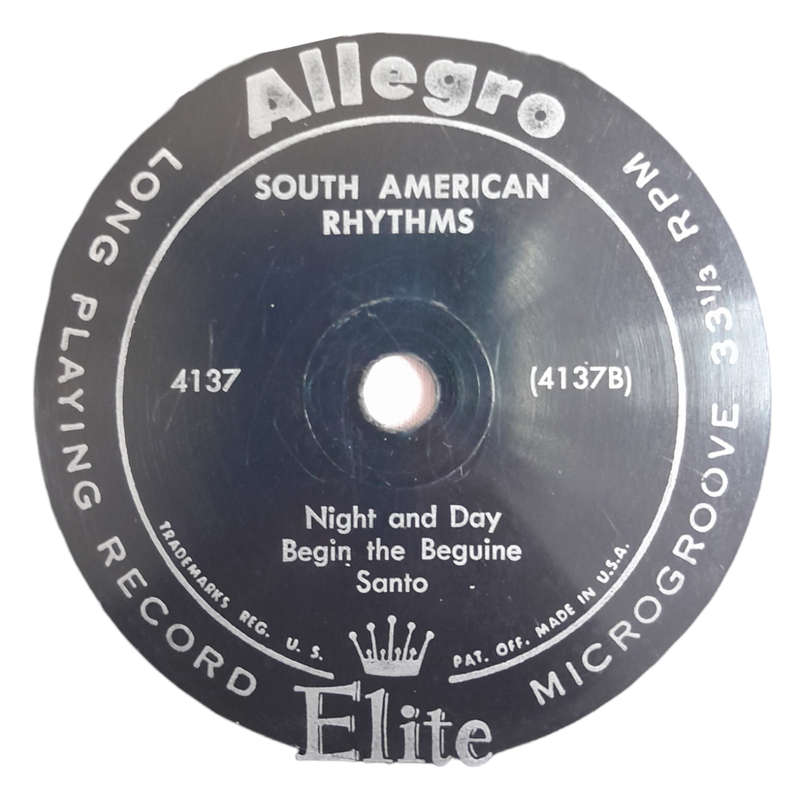 Allegro
LONG PLAYING RECORD
MICROGROOVE 33⅓ RPM
SOUTH AMERICAN
RHYTHMS
4137
(4137B)
Night and Day
Begin the Beguine
Santo
TRADEMARKS REG. U. S.
PAT. OFF. MADE IN U.S.A.
Elite